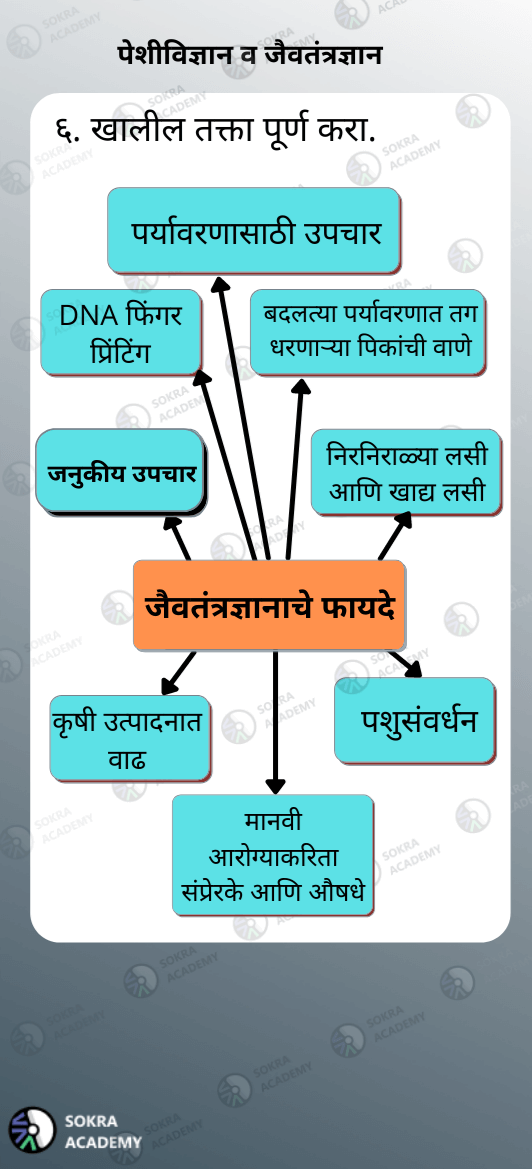 पेशीविज्ञान व जैवतंत्रज्ञान
६. खालील तक्ता पूर्ण करा.
पर्यावरणासाठी उपचार
DNA फिंगर
प्रिंटिंग
बदलत्या पर्यावरणात तग
धरणाऱ्या पिकांची वाणे
जनुकीय उपचार
निरनिराळ्या लसी
आणि खाद्य लसी
जैवतंत्रज्ञानाचे फायदे
कृषी उत्पादनात
वाढ
पशुसंवर्धन
मानवी
आरोग्याकरिता
संप्रेरके आणि औषधे
SOKRA
ACADEMY